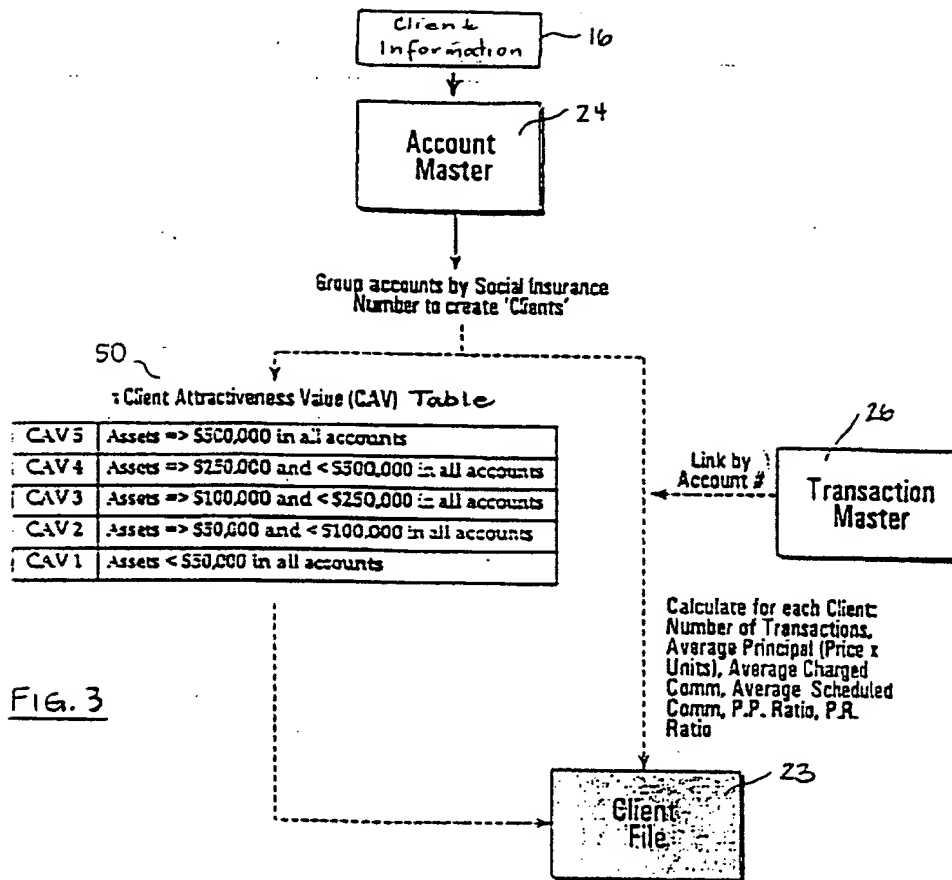 Client
Information
16
24
Account
Master
Group accounts by Social Insurance
Number to create 'Clients'
50
Client Attractiveness Value (CAV) Table
CAV 5 Assets => $500,000 in all accounts
CAV 4 Assets => $250,000 and < $500,000 in all accounts
CAV 3 Assets => $100,000 and < $250,000 in all accounts
CAV 2 Assets => $50,000 and < $100,000 in all accounts
CAV 1 Assets < $50,000 in all accounts
26
Link by
Account #
Transaction
Master
Calculate for each Client:
Number of Transactions,
Average Principal (Price x
Units), Average Charged
Comm, Average Scheduled
Comm, P.P. Ratio, P.R.
Ratio
FIG. 3
23
Client
File